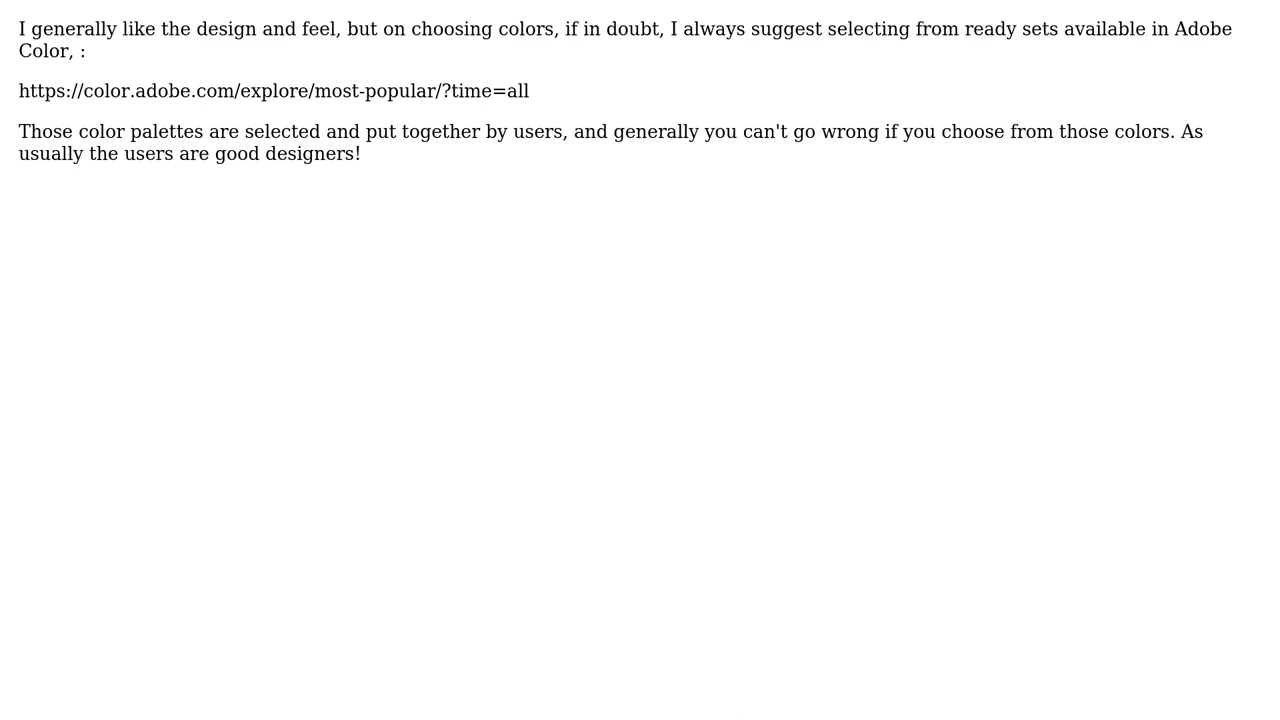 I generally like the design and feel, but on choosing colors, if in doubt, I always suggest selecting from ready sets available in Adobe
Color, :
https://color.adobe.com/explore/most-popular/?time=all
Those color palettes are selected and put together by users, and generally you can't go wrong if you choose from those colors. As
usually the users are good designers!